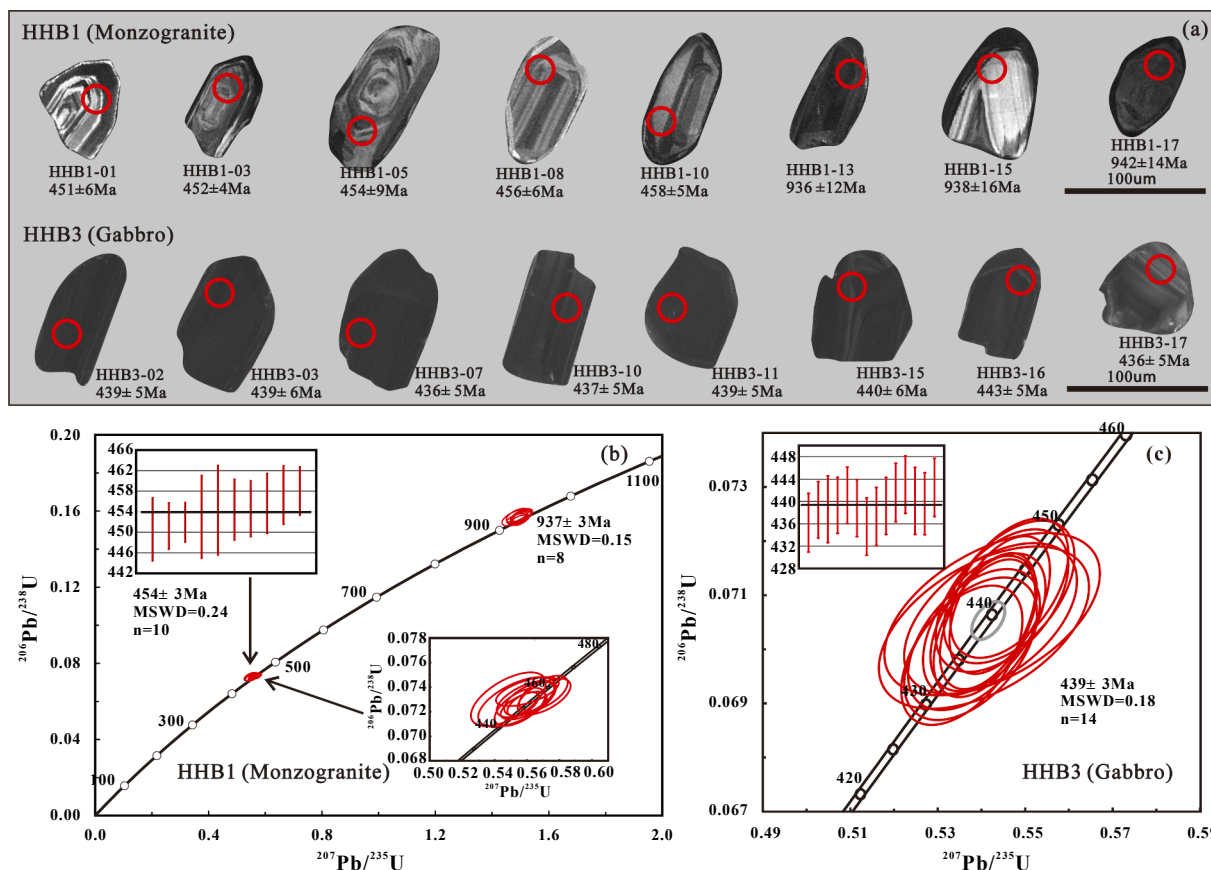 HHB1 (Monzogranite)
(a)
HHB1-01
451±6Ma
HHB1-03
452±4Ma
HHB1-05
454±9Ma
HHB1-08
456±6Ma
HHB1-10
458±5Ma
HHB1-13
936 ±12Ma
HHB1-15
938±16Ma
HHB1-17
942±14Ma
100um
HHB3 (Gabbro)
HHB3-02
439± 5Ma
HHB3-03
439± 6Ma
HHB3-07
436± 5Ma
HHB3-10
437± 5Ma
HHB3-11
439± 5Ma
HHB3-15
440± 6Ma
HHB3-16
443± 5Ma
HHB3-17
436± 5Ma
100um
(b)
0.20
0.16
0.12
0.08
0.04
0.00
²⁰⁶Pb/²³⁸U
466
462
458
454
450
446
442
454± 3Ma
MSWD=0.24
n=10
100
300
500
700
900
1100
937± 3Ma
MSWD=0.15
n=8
0.078
0.076
0.074
0.072
0.070
0.068
²⁰⁶Pb/²³⁸U
440
460
480
0.50 0.52 0.54 0.56 0.58 0.60
²⁰⁷Pb/²³⁵U
HHB1 (Monzogranite)
0.0 0.4 0.8 1.2 1.6 2.0
²⁰⁷Pb/²³⁵U
(c)
0.073
0.071
0.069
0.067
²⁰⁶Pb/²³⁸U
448
444
440
436
432
428
460
450
440
430
420
439± 3Ma
MSWD=0.18
n=14
HHB3 (Gabbro)
0.49 0.51 0.53 0.55 0.57 0.59
²⁰⁷Pb/²³⁵U